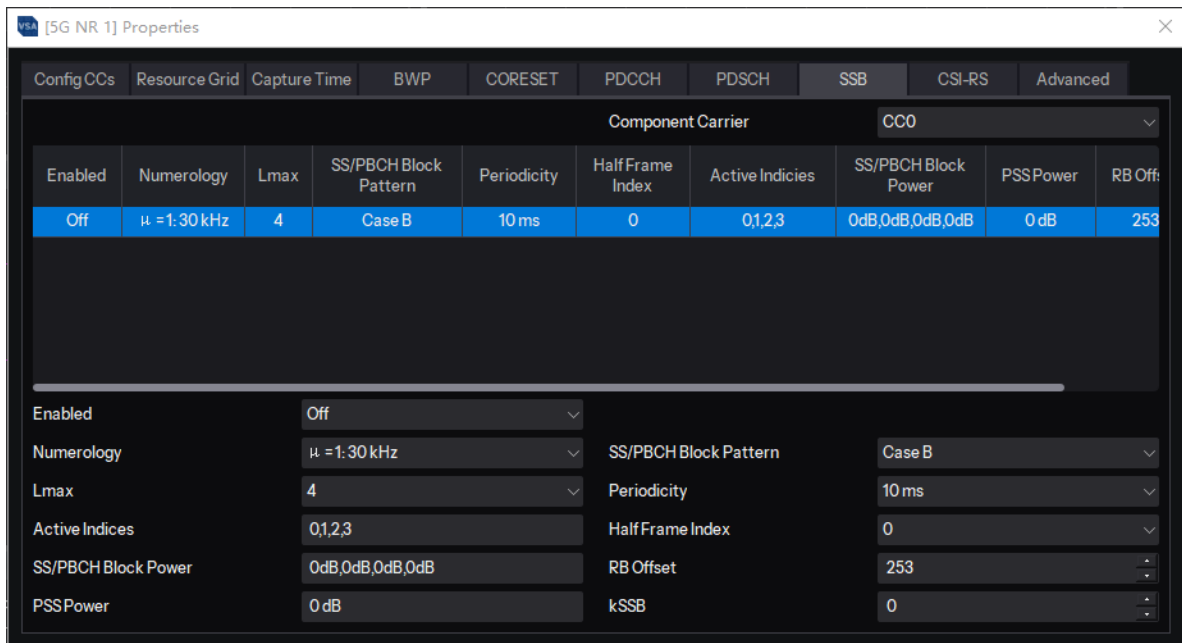 VSA [5G NR 1] Properties
Config CCs Resource Grid Capture Time BWP CORESET PDCCH PDSCH SSB CSI-RS Advanced
Component Carrier CC0
Enabled Numerology Lmax SS/PBCH Block Pattern Periodicity Half Frame Index Active Indicies SS/PBCH Block Power PSS Power RB Offs
Off μ =1: 30 kHz 4 Case B 10 ms 0 0,1,2,3 0dB,0dB,0dB,0dB 0 dB 253
Enabled Off
Numerology μ =1: 30 kHz SS/PBCH Block Pattern Case B
Lmax 4 Periodicity 10 ms
Active Indices 0,1,2,3 Half Frame Index 0
SS/PBCH Block Power 0dB,0dB,0dB,0dB RB Offset 253
PSS Power 0 dB kSSB 0